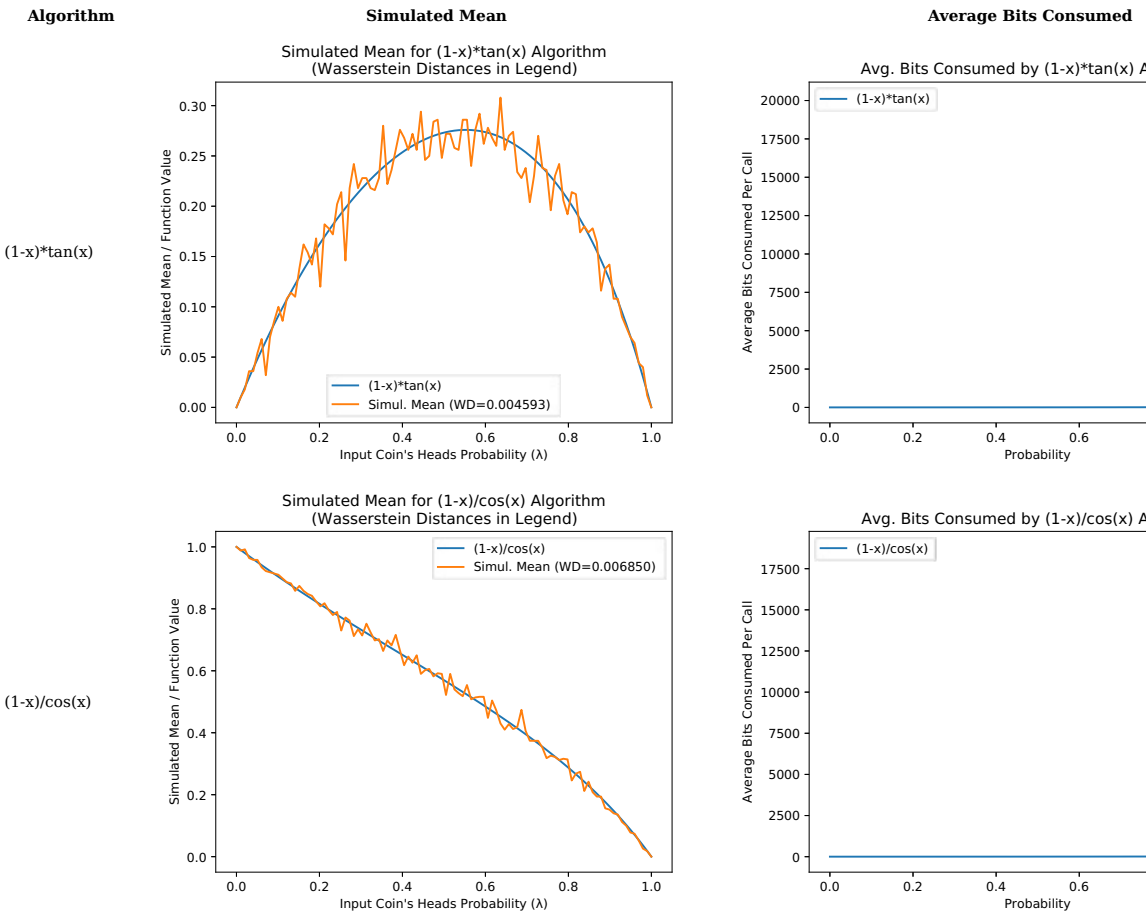 Algorithm
Simulated Mean
Average Bits Consumed
(1-x)*tan(x)
Simulated Mean for (1-x)*tan(x) Algorithm
(Wasserstein Distances in Legend)
Simulated Mean / Function Value
0.30
0.25
0.20
0.15
0.10
0.05
0.00
(1-x)*tan(x)
Simul. Mean (WD=0.004593)
0.0 0.2 0.4 0.6 0.8 1.0
Input Coin's Heads Probability (λ)
Avg. Bits Consumed by (1-x)*tan(x) A
(1-x)*tan(x)
Average Bits Consumed Per Call
20000
17500
15000
12500
10000
7500
5000
2500
0
0.0 0.2 0.4 0.6
Probability
(1-x)/cos(x)
Simulated Mean for (1-x)/cos(x) Algorithm
(Wasserstein Distances in Legend)
(1-x)/cos(x)
Simul. Mean (WD=0.006850)
Simulated Mean / Function Value
1.0
0.8
0.6
0.4
0.2
0.0
0.0 0.2 0.4 0.6 0.8 1.0
Input Coin's Heads Probability (λ)
Avg. Bits Consumed by (1-x)/cos(x) A
(1-x)/cos(x)
Average Bits Consumed Per Call
17500
15000
12500
10000
7500
5000
2500
0
0.0 0.2 0.4 0.6
Probability